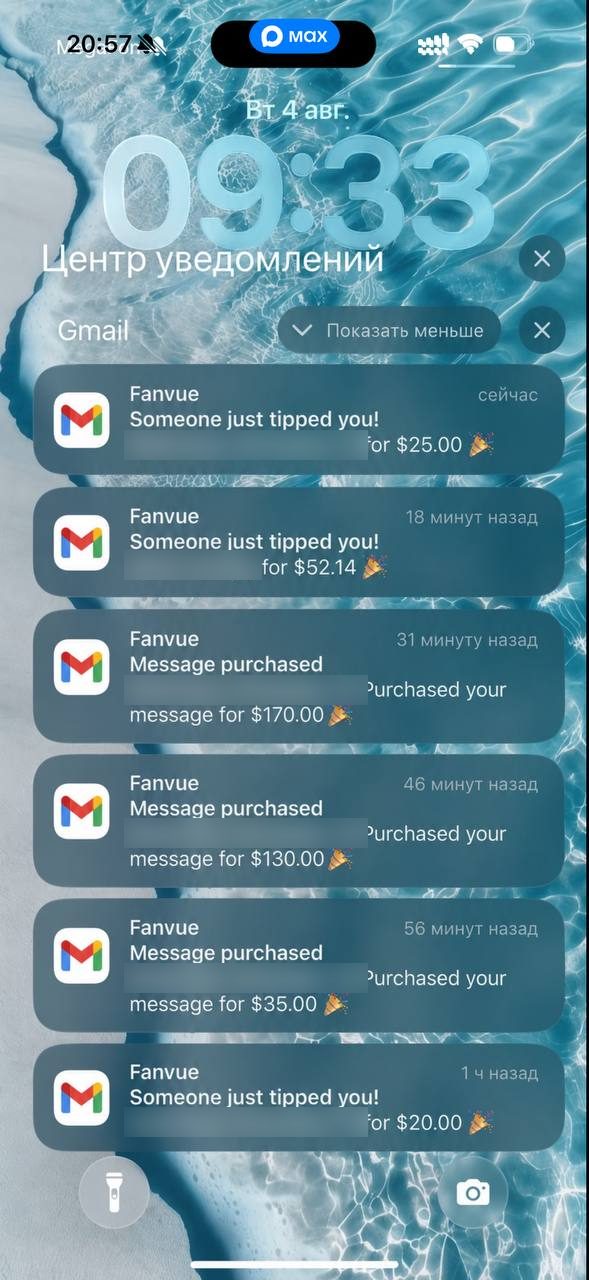 20:57
max
Вт 4 авг.
09:33
Центр уведомлений
Gmail
Показать меньше
Fanvue
сейчас
Someone just tipped you!
for $25.00 🎉
Fanvue
18 минут назад
Someone just tipped you!
for $52.14 🎉
Fanvue
31 минуту назад
Message purchased
Purchased your
message for $170.00 🎉
Fanvue
46 минут назад
Message purchased
Purchased your
message for $130.00 🎉
Fanvue
56 минут назад
Message purchased
Purchased your
message for $35.00 🎉
Fanvue
1 ч назад
Someone just tipped you!
for $20.00 🎉